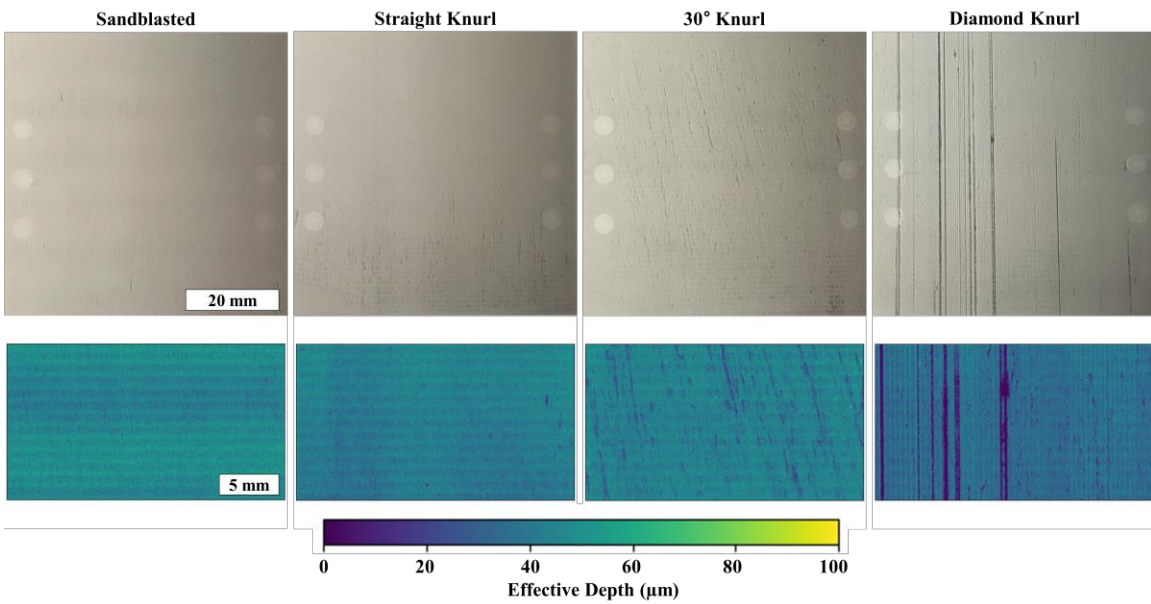 Sandblasted
Straight Knurl
30° Knurl
Diamond Knurl
20 mm
5 mm
0 20 40 60 80 100
Effective Depth (µm)